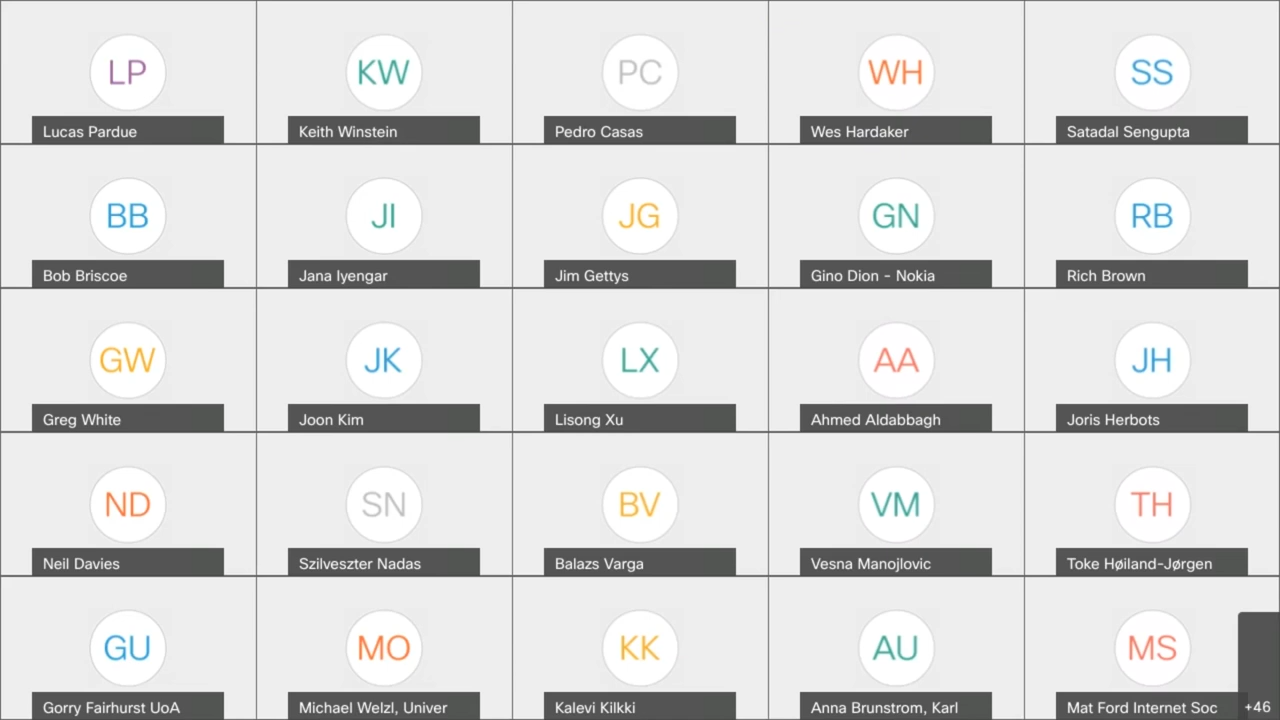 LP
Lucas Pardue
KW
Keith Winstein
PC
Pedro Casas
WH
Wes Hardaker
SS
Satadal Sengupta
BB
Bob Briscoe
JI
Jana Iyengar
JG
Jim Gettys
GN
Gino Dion - Nokia
RB
Rich Brown
GW
Greg White
JK
Joon Kim
LX
Lisong Xu
AA
Ahmed Aldabbagh
JH
Joris Herbots
ND
Neil Davies
SN
Szilveszter Nadas
BV
Balazs Varga
VM
Vesna Manojlovic
TH
Toke Høiland-Jørgen
GU
Gorry Fairhurst UoA
MO
Michael Welzl, Univer
KK
Kalevi Kilkki
AU
Anna Brunstrom, Karl
MS
Mat Ford Internet Soc
+46